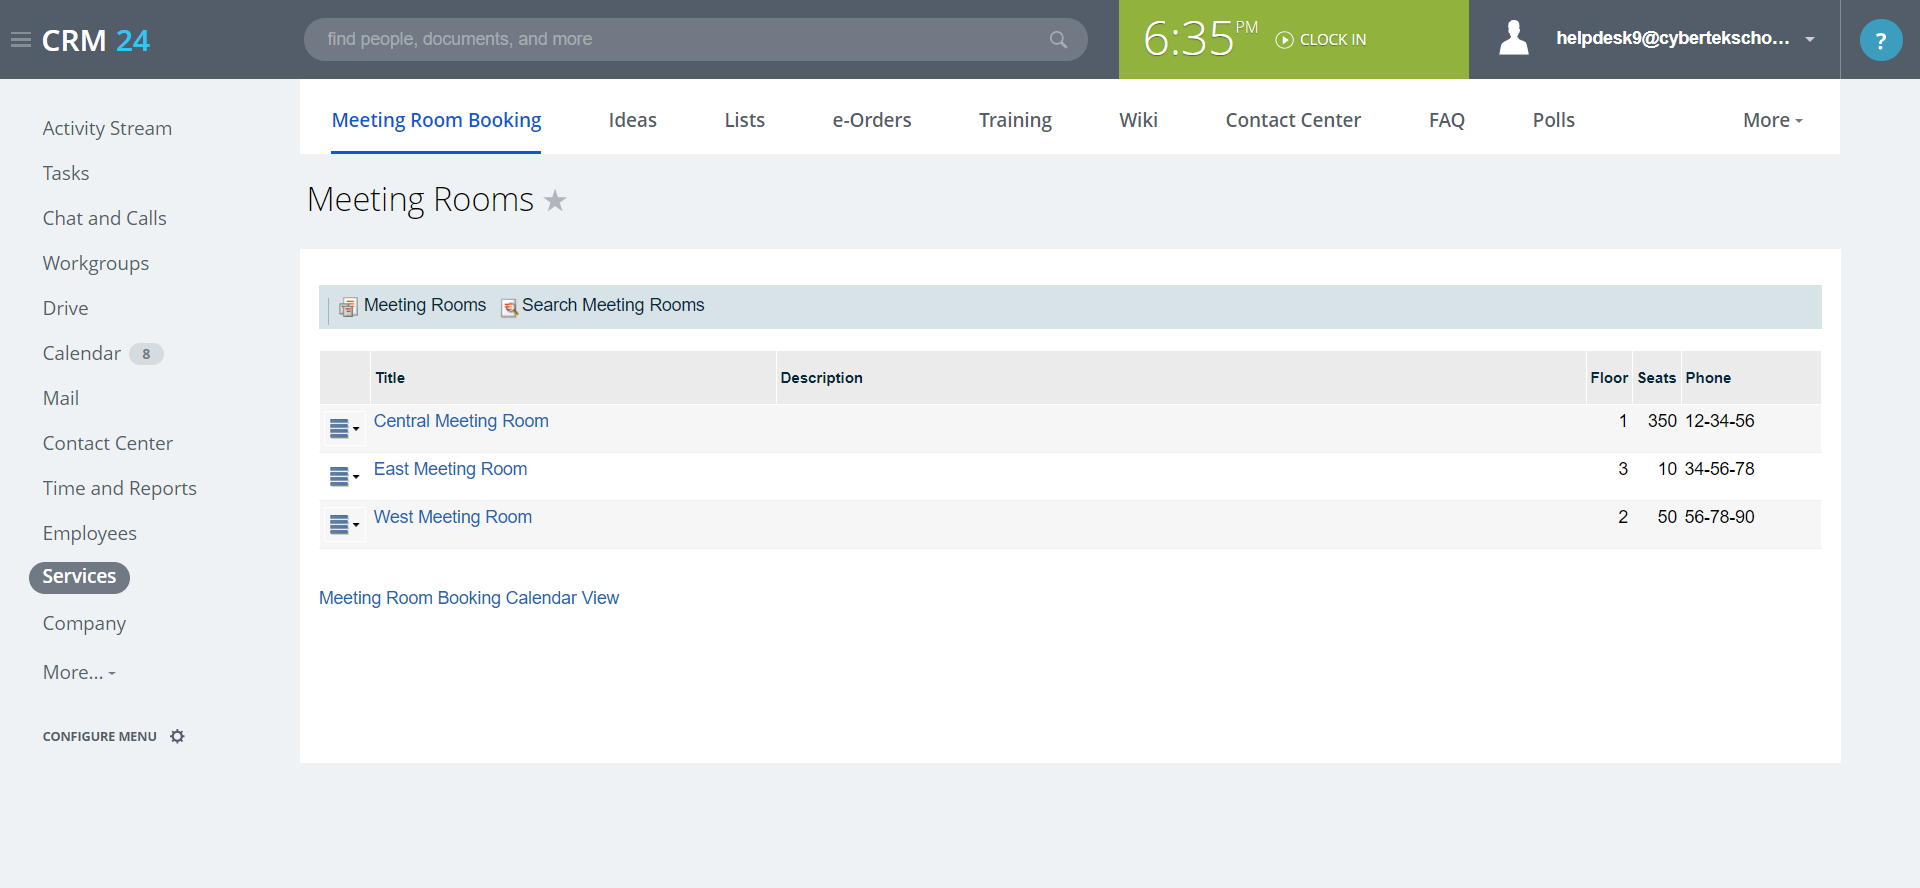 CRM 24
find people, documents, and more
6:35 PM
CLOCK IN
helpdesk9@cybertekscho...
?
Activity Stream
Tasks
Chat and Calls
Workgroups
Drive
Calendar 8
Mail
Contact Center
Time and Reports
Employees
Services
Company
More...
CONFIGURE MENU
Meeting Room Booking Ideas Lists e-Orders Training Wiki Contact Center FAQ Polls More
Meeting Rooms
Meeting Rooms Search Meeting Rooms
Title Description Floor Seats Phone
Central Meeting Room 1 350 12-34-56
East Meeting Room 3 10 34-56-78
West Meeting Room 2 50 56-78-90
Meeting Room Booking Calendar View